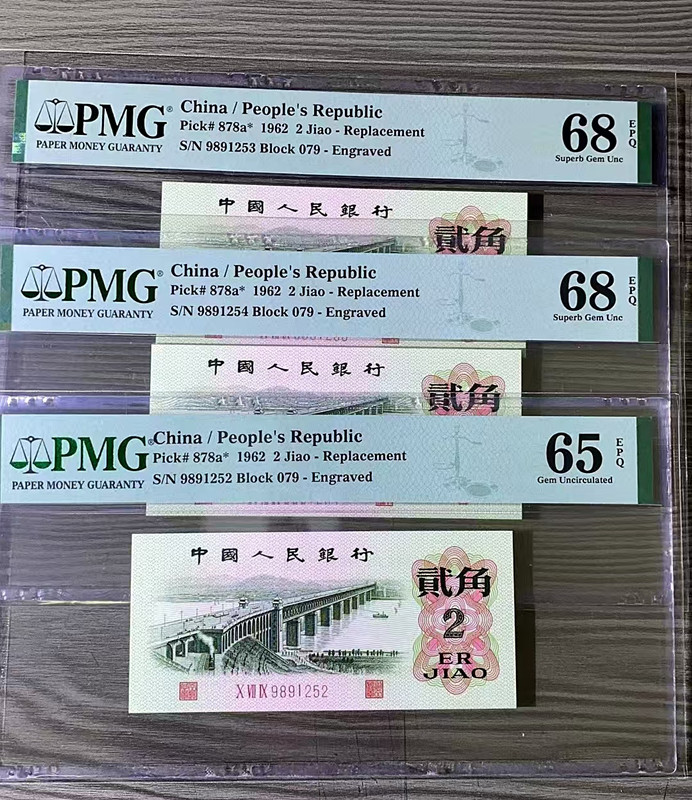 PMG®
PAPER MONEY GUARANTY
China / People's Republic
Pick# 878a* 1962 2 Jiao - Replacement
S/N 9891253 Block 079 - Engraved
68
EPQ
Superb Gem Unc
中國人民銀行
貳角
PMG®
PAPER MONEY GUARANTY
China / People's Republic
Pick# 878a* 1962 2 Jiao - Replacement
S/N 9891254 Block 079 - Engraved
68
EPQ
Superb Gem Unc
中國人民銀行
貳角
PMG®
PAPER MONEY GUARANTY
China / People's Republic
Pick# 878a* 1962 2 Jiao - Replacement
S/N 9891252 Block 079 - Engraved
65
EPQ
Gem Uncirculated
中國人民銀行
貳角
2
ER
JIAO
X VII IX 9891252